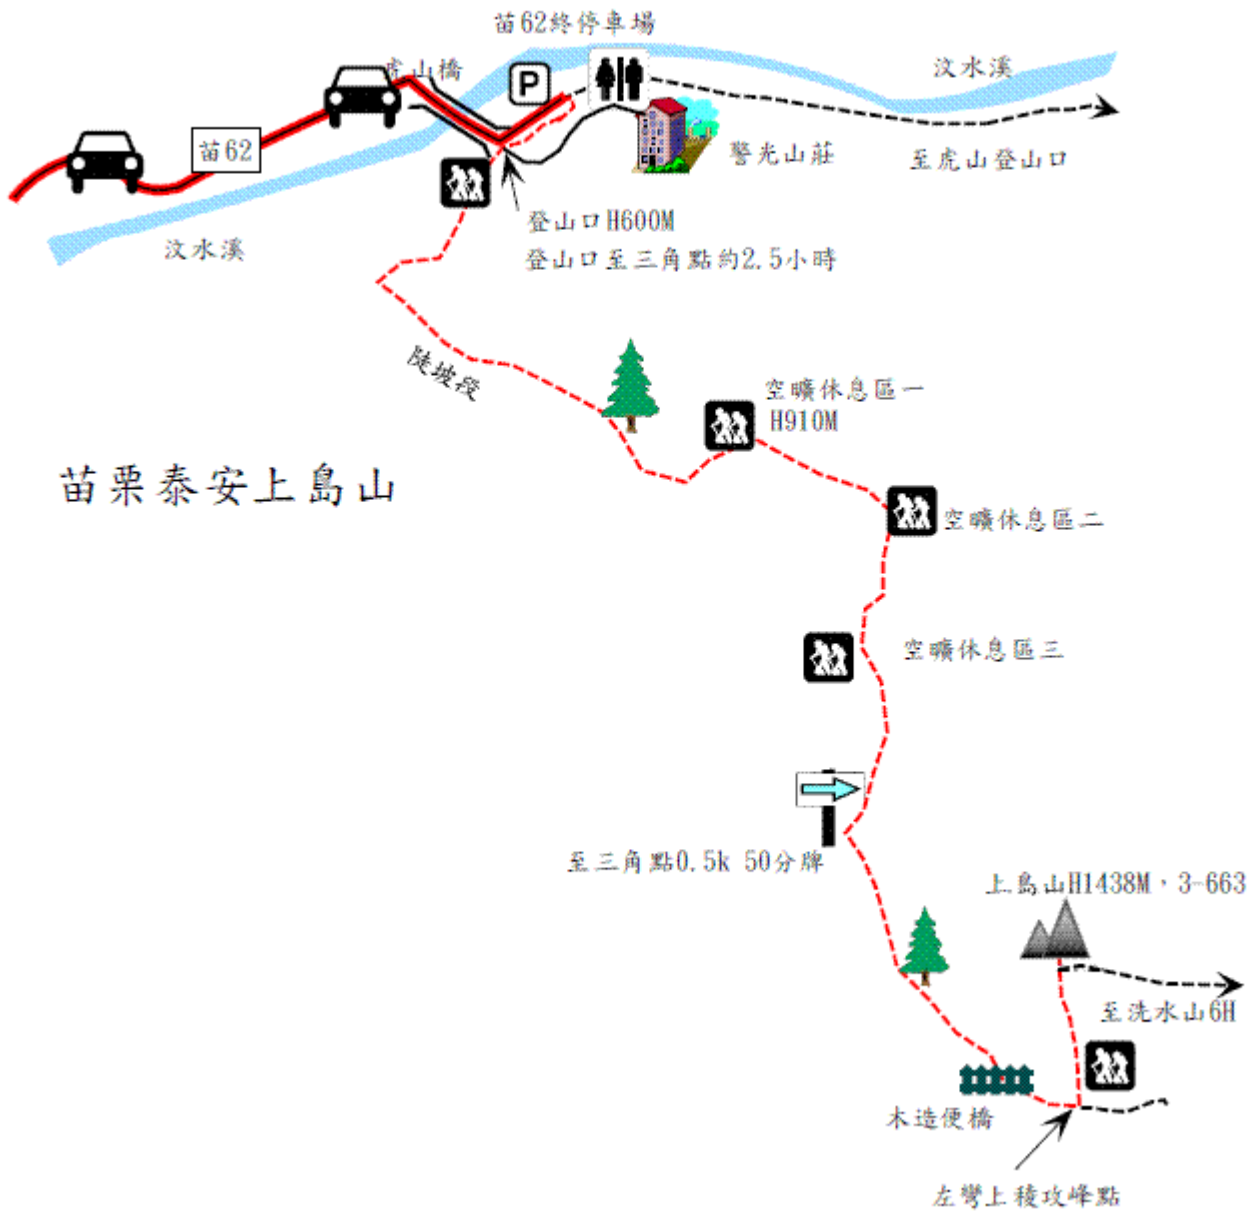 苗62終停車場
虎山橋
P
汶水溪
苗62
警光山莊
至虎山登山口
登山口H600M
登山口至三角點約2.5小時
汶水溪
陡坡段
空曠休息區一
H910M
苗栗泰安上島山
空曠休息區二
空曠休息區三
至三角點0.5k 50分牌
上島山H1438M，3-663
至洗水山6H
木造便橋
左彎上稜攻峰點